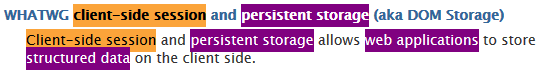 WHATWG client-side session and persistent storage (aka DOM Storage)
Client-side session and persistent storage allows web applications to store
structured data on the client side.